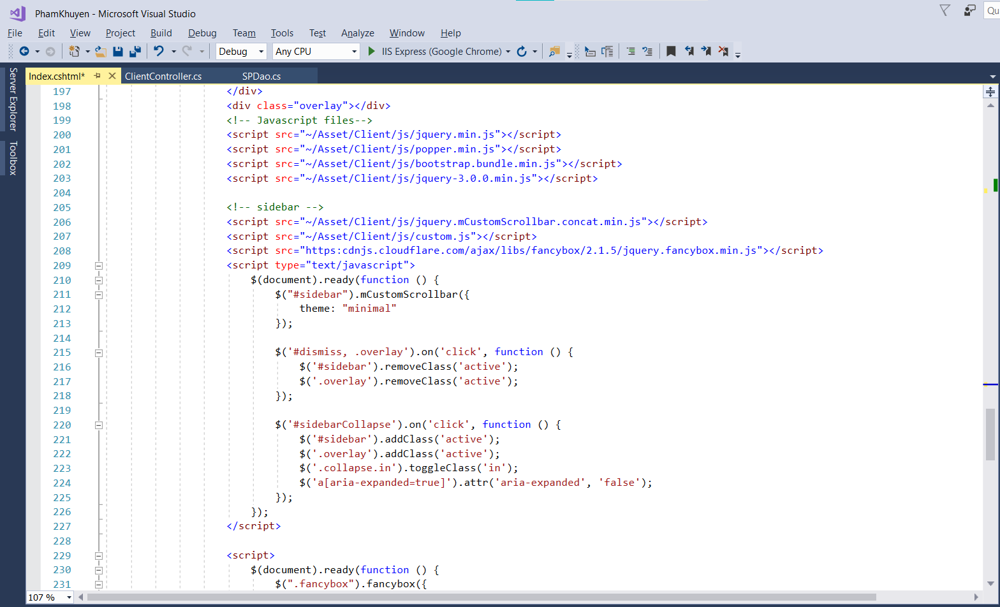 PhamKhuyen - Microsoft Visual Studio
Qu
File Edit View Project Build Debug Team Tools Test Analyze Window Help
Debug Any CPU IIS Express (Google Chrome)
Server Explorer
Toolbox
Index.cshtml* ClientController.cs SPDao.cs
197 </div>
198 <div class="overlay"></div>
199 <!-- Javascript files-->
200 <script src="~/Asset/Client/js/jquery.min.js"></script>
201 <script src="~/Asset/Client/js/popper.min.js"></script>
202 <script src="~/Asset/Client/js/bootstrap.bundle.min.js"></script>
203 <script src="~/Asset/Client/js/jquery-3.0.0.min.js"></script>
204
205 <!-- sidebar -->
206 <script src="~/Asset/Client/js/jquery.mCustomScrollbar.concat.min.js"></script>
207 <script src="~/Asset/Client/js/custom.js"></script>
208 <script src="https:cdnjs.cloudflare.com/ajax/libs/fancybox/2.1.5/jquery.fancybox.min.js"></script>
209 <script type="text/javascript">
210 $(document).ready(function () {
211 $("#sidebar").mCustomScrollbar({
212 theme: "minimal"
213 });
214
215 $('#dismiss, .overlay').on('click', function () {
216 $('#sidebar').removeClass('active');
217 $('.overlay').removeClass('active');
218 });
219
220 $('#sidebarCollapse').on('click', function () {
221 $('#sidebar').addClass('active');
222 $('.overlay').addClass('active');
223 $('.collapse.in').toggleClass('in');
224 $('a[aria-expanded=true]').attr('aria-expanded', 'false');
225 });
226 });
227 </script>
228
229 <script>
230 $(document).ready(function () {
231 $(".fancybox").fancybox({
107 %